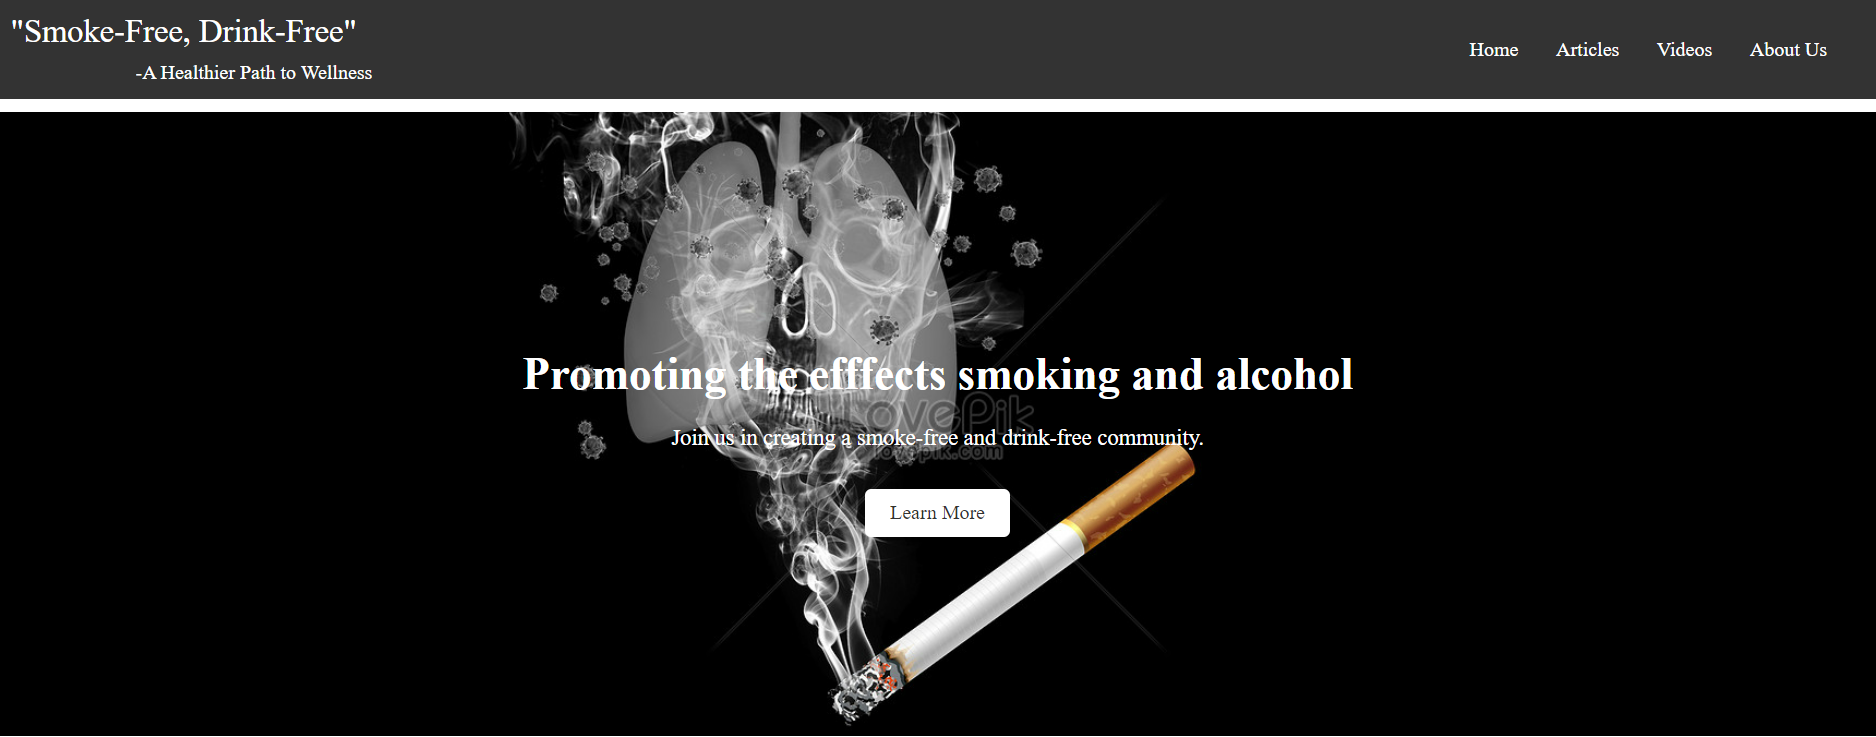 "Smoke-Free, Drink-Free"
-A Healthier Path to Wellness
Home Articles Videos About Us
Promoting the efffects smoking and alcohol
Join us in creating a smoke-free and drink-free community.
Learn More
lovePik
lovepik.com